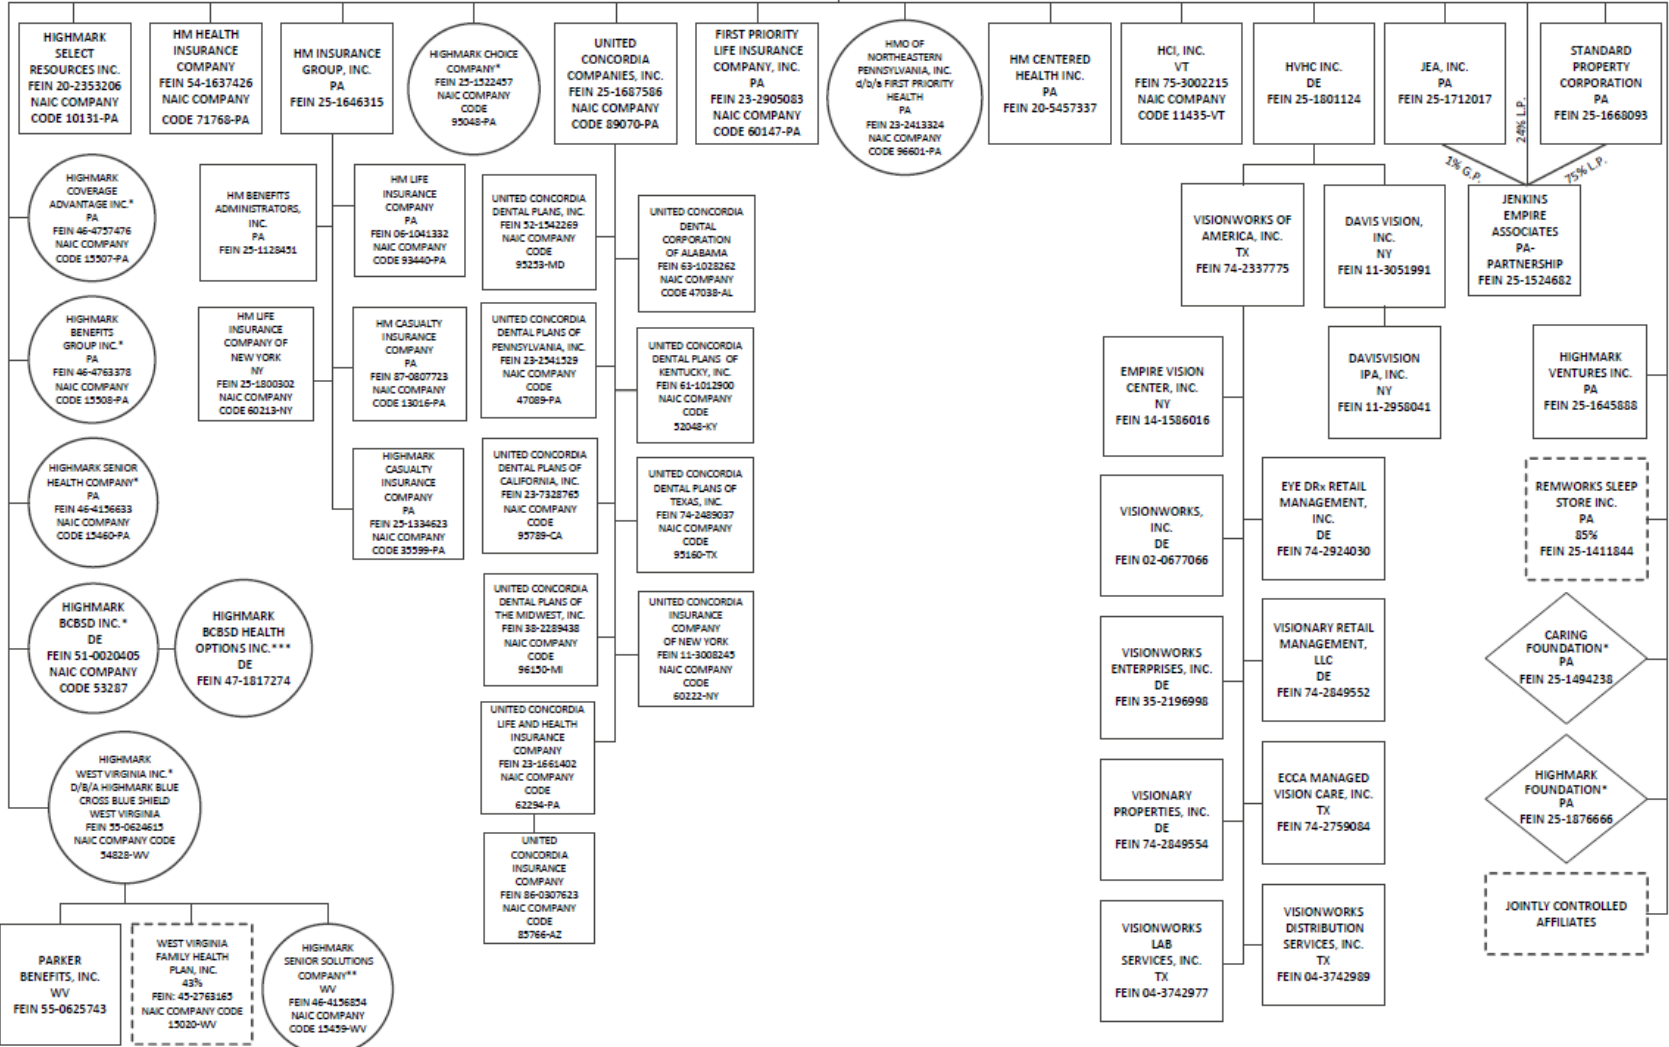 HIGHMARK
SELECT
RESOURCES INC.
FEIN 20-2353206
NAIC COMPANY
CODE 10131-PA
HM HEALTH
INSURANCE
COMPANY
FEIN 54-1637426
NAIC COMPANY
CODE 71768-PA
HM INSURANCE
GROUP, INC.
PA
FEIN 25-1646315
HIGHMARK CHOICE
COMPANY*
FEIN 25-1522457
NAIC COMPANY
CODE
95048-PA
UNITED
CONCORDIA
COMPANIES, INC.
FEIN 25-1687586
NAIC COMPANY
CODE 89070-PA
FIRST PRIORITY
LIFE INSURANCE
COMPANY, INC.
PA
FEIN 23-2905083
NAIC COMPANY
CODE 60147-PA
HMO OF
NORTHEASTERN
PENNSYLVANIA, INC.
d/b/a FIRST PRIORITY
HEALTH
PA
FEIN 23-2413324
NAIC COMPANY
CODE 96601-PA
HM CENTERED
HEALTH INC.
PA
FEIN 20-5457337
HCI, INC.
VT
FEIN 75-3002215
NAIC COMPANY
CODE 11435-VT
HVHC INC.
DE
FEIN 25-1801124
JEA, INC.
PA
FEIN 25-1712017
24% L.P.
STANDARD
PROPERTY
CORPORATION
PA
FEIN 25-1668093
1% G.P.
75% L.P.
HIGHMARK
COVERAGE
ADVANTAGE INC.*
PA
FEIN 46-4757476
NAIC COMPANY
CODE 15507-PA
HM BENEFITS
ADMINISTRATORS,
INC.
PA
FEIN 25-1128451
HM LIFE
INSURANCE
COMPANY
PA
FEIN 06-1041332
NAIC COMPANY
CODE 93440-PA
UNITED CONCORDIA
DENTAL PLANS, INC.
FEIN 52-1542269
NAIC COMPANY
CODE
95253-MD
UNITED CONCORDIA
DENTAL
CORPORATION
OF ALABAMA
FEIN 63-1028262
NAIC COMPANY
CODE 47038-AL
VISIONWORKS OF
AMERICA, INC.
TX
FEIN 74-2337775
DAVIS VISION,
INC.
NY
FEIN 11-3051991
JENKINS
EMPIRE
ASSOCIATES
PA-
PARTNERSHIP
FEIN 25-1524682
HIGHMARK
BENEFITS
GROUP INC.*
PA
FEIN 46-4763378
NAIC COMPANY
CODE 15508-PA
HM LIFE
INSURANCE
COMPANY OF
NEW YORK
NY
FEIN 25-1800302
NAIC COMPANY
CODE 60213-NY
HM CASUALTY
INSURANCE
COMPANY
PA
FEIN 87-0807723
NAIC COMPANY
CODE 13016-PA
UNITED CONCORDIA
DENTAL PLANS OF
PENNSYLVANIA, INC.
FEIN 23-2541529
NAIC COMPANY
CODE
47089-PA
UNITED CONCORDIA
DENTAL PLANS OF
KENTUCKY, INC.
FEIN 61-1012900
NAIC COMPANY
CODE
52048-KY
EMPIRE VISION
CENTER, INC.
NY
FEIN 14-1586016
DAVISVISION
IPA, INC.
NY
FEIN 11-2958041
HIGHMARK
VENTURES INC.
PA
FEIN 25-1645888
HIGHMARK SENIOR
HEALTH COMPANY*
PA
FEIN 46-4156633
NAIC COMPANY
CODE 15460-PA
HIGHMARK
CASUALTY
INSURANCE
COMPANY
PA
FEIN 25-1334623
NAIC COMPANY
CODE 35599-PA
UNITED CONCORDIA
DENTAL PLANS OF
CALIFORNIA, INC.
FEIN 23-7328765
NAIC COMPANY
CODE
95789-CA
UNITED CONCORDIA
DENTAL PLANS OF
TEXAS, INC.
FEIN 74-2489037
NAIC COMPANY
CODE
95160-TX
VISIONWORKS,
INC.
DE
FEIN 02-0677066
EYE DRx RETAIL
MANAGEMENT,
INC.
DE
FEIN 74-2924030
REMWORKS SLEEP
STORE INC.
PA
85%
FEIN 25-1411844
HIGHMARK
BCBSD INC.*
DE
FEIN 51-0020405
NAIC COMPANY
CODE 53287
HIGHMARK
BCBSD HEALTH
OPTIONS INC.***
DE
FEIN 47-1817274
UNITED CONCORDIA
DENTAL PLANS OF
THE MIDWEST, INC.
FEIN 38-2289438
NAIC COMPANY
CODE
96150-MI
UNITED CONCORDIA
INSURANCE
COMPANY
OF NEW YORK
FEIN 11-3008245
NAIC COMPANY
CODE
60222-NY
VISIONWORKS
ENTERPRISES, INC.
DE
FEIN 35-2196998
VISIONARY RETAIL
MANAGEMENT,
LLC
DE
FEIN 74-2849552
CARING
FOUNDATION*
PA
FEIN 25-1494238
HIGHMARK
WEST VIRGINIA INC.*
D/B/A HIGHMARK BLUE
CROSS BLUE SHIELD
WEST VIRGINIA
FEIN 55-0624615
NAIC COMPANY CODE
54828-WV
UNITED CONCORDIA
LIFE AND HEALTH
INSURANCE
COMPANY
FEIN 23-1661402
NAIC COMPANY
CODE
62294-PA
VISIONARY
PROPERTIES, INC.
DE
FEIN 74-2849554
ECCA MANAGED
VISION CARE, INC.
TX
FEIN 74-2759084
HIGHMARK
FOUNDATION*
PA
FEIN 25-1876666
UNITED
CONCORDIA
INSURANCE
COMPANY
FEIN 86-0307623
NAIC COMPANY
CODE
85766-AZ
PARKER
BENEFITS, INC.
WV
FEIN 55-0625743
WEST VIRGINIA
FAMILY HEALTH
PLAN, INC.
43%
FEIN: 45-2763165
NAIC COMPANY CODE
15020-WV
HIGHMARK
SENIOR SOLUTIONS
COMPANY**
WV
FEIN 46-4156854
NAIC COMPANY
CODE 15459-WV
VISIONWORKS
LAB
SERVICES, INC.
TX
FEIN 04-3742977
VISIONWORKS
DISTRIBUTION
SERVICES, INC.
TX
FEIN 04-3742989
JOINTLY CONTROLLED
AFFILIATES